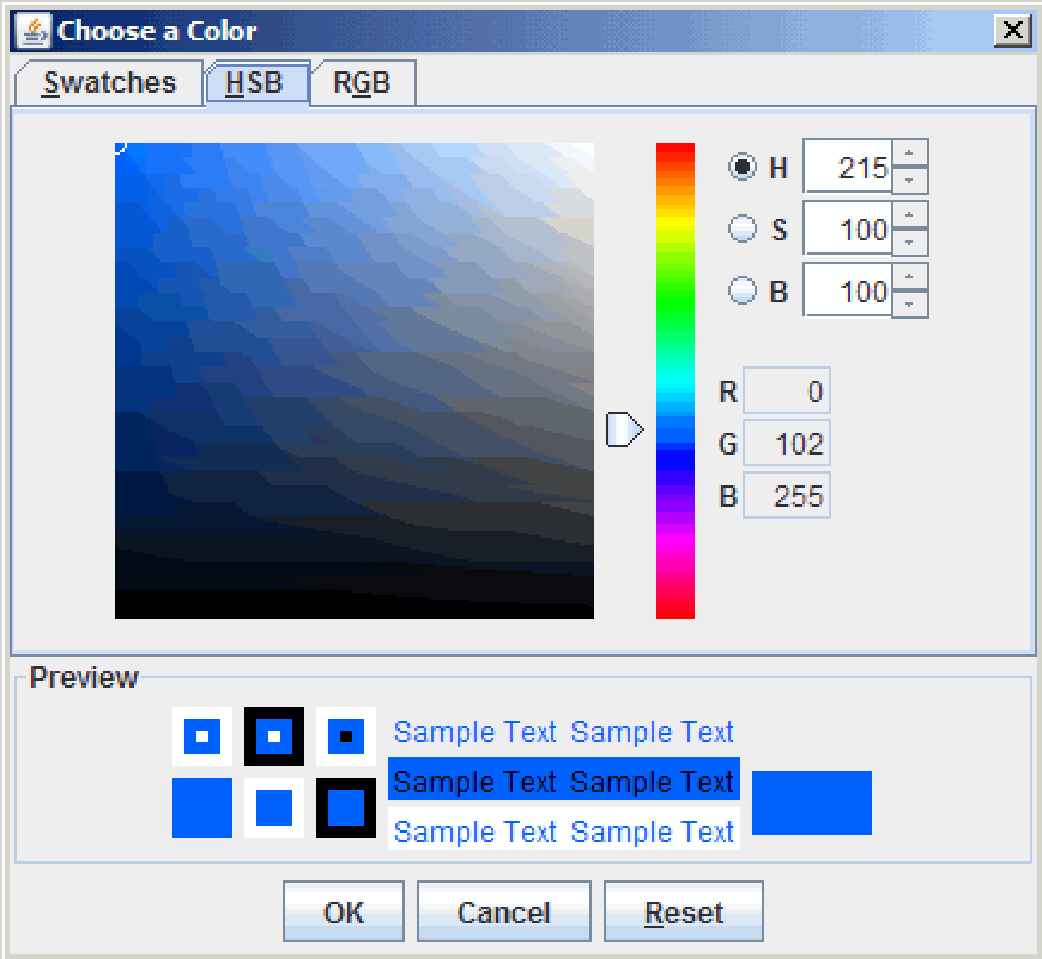 Choose a Color
Swatches HSB RGB
H 215
S 100
B 100
R 0
G 102
B 255
Preview
Sample Text Sample Text
Sample Text Sample Text
Sample Text Sample Text
OK Cancel Reset